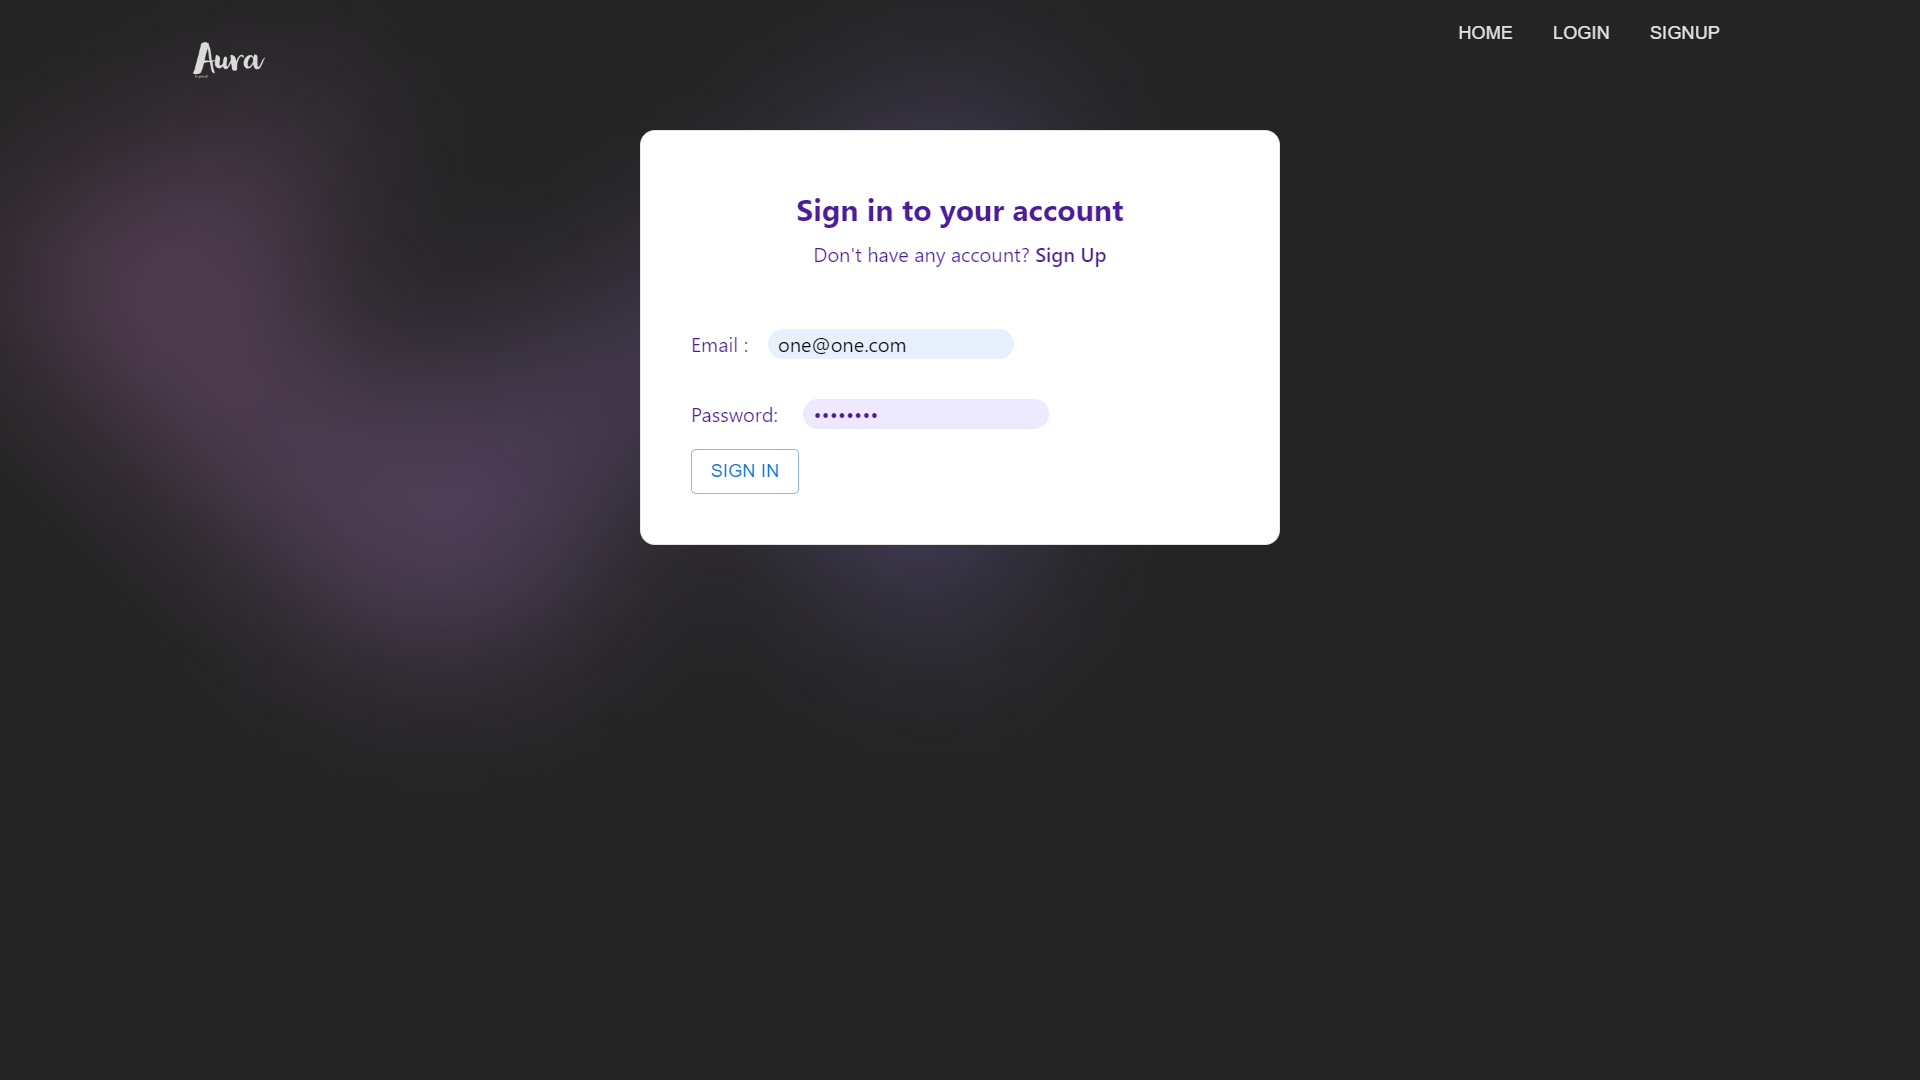 Aura
HOME LOGIN SIGNUP
Sign in to your account
Don't have any account? Sign Up
Email : one@one.com
Password: ••••••••
SIGN IN